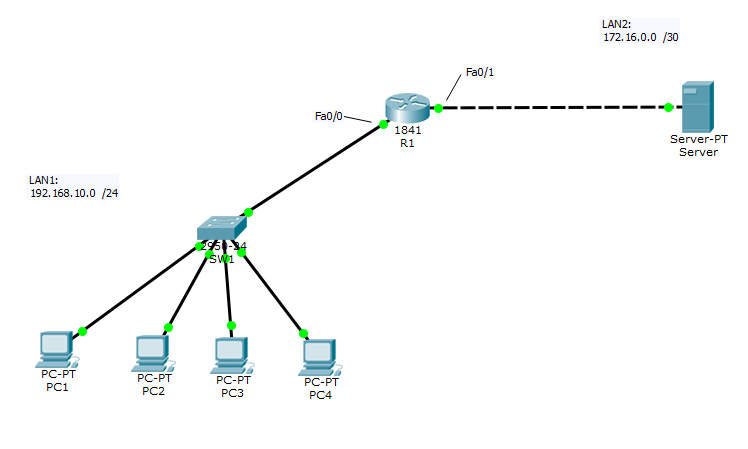 LAN2:
172.16.0.0 /30
Fa0/1
Fa0/0
1841
R1
Server-PT
Server
LAN1:
192.168.10.0 /24
2950-24
SW1
PC-PT
PC1
PC-PT
PC2
PC-PT
PC3
PC-PT
PC4